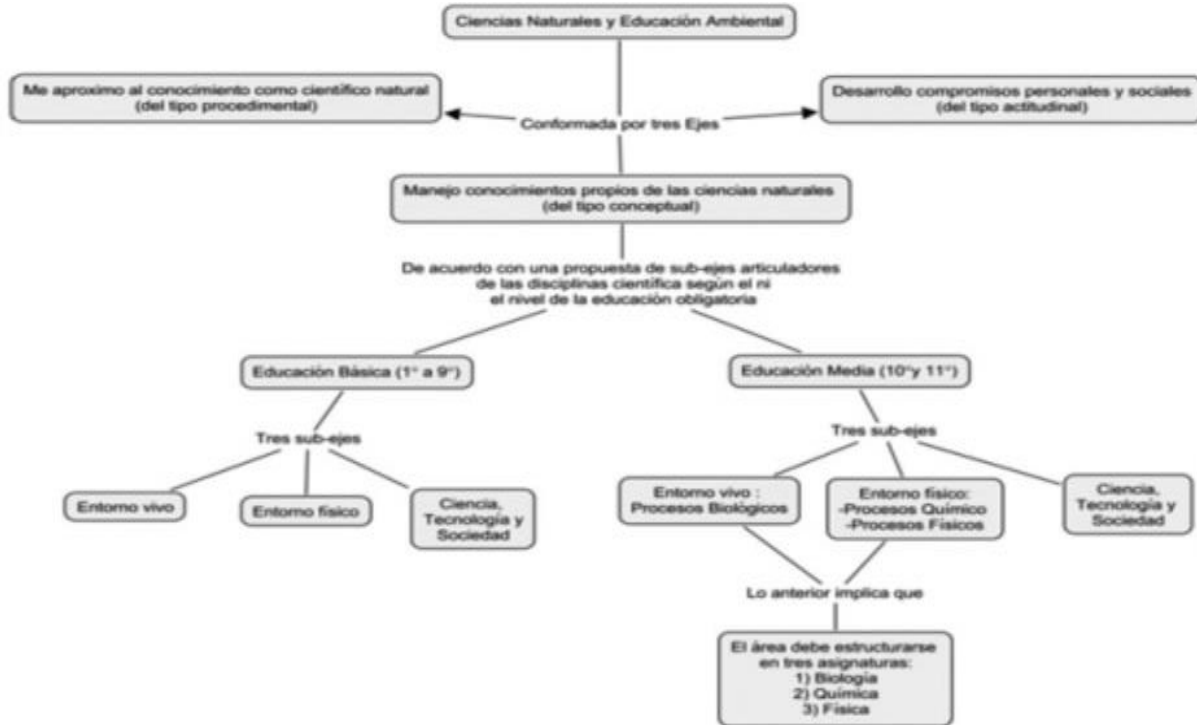 Ciencias Naturales y Educación Ambiental
Me aproximo al conocimiento como científico natural
(del tipo procedimental)
Desarrollo compromisos personales y sociales
(del tipo actitudinal)
Conformada por tres Ejes
Manejo conocimientos propios de las ciencias naturales
(del tipo conceptual)
De acuerdo con una propuesta de sub-ejes articuladores
de las disciplinas científica según el ni
el nivel de la educación obligatoria
Educación Básica (1° a 9°)
Educación Media (10°y 11°)
Tres sub-ejes
Tres sub-ejes
Entorno vivo
Entorno físico
Ciencia,
Tecnología y
Sociedad
Entorno vivo :
Procesos Biológicos
Entorno físico:
-Procesos Químico
-Procesos Físicos
Ciencia,
Tecnología y
Sociedad
Lo anterior implica que
El área debe estructurarse
en tres asignaturas:
1) Biología
2) Química
3) Física